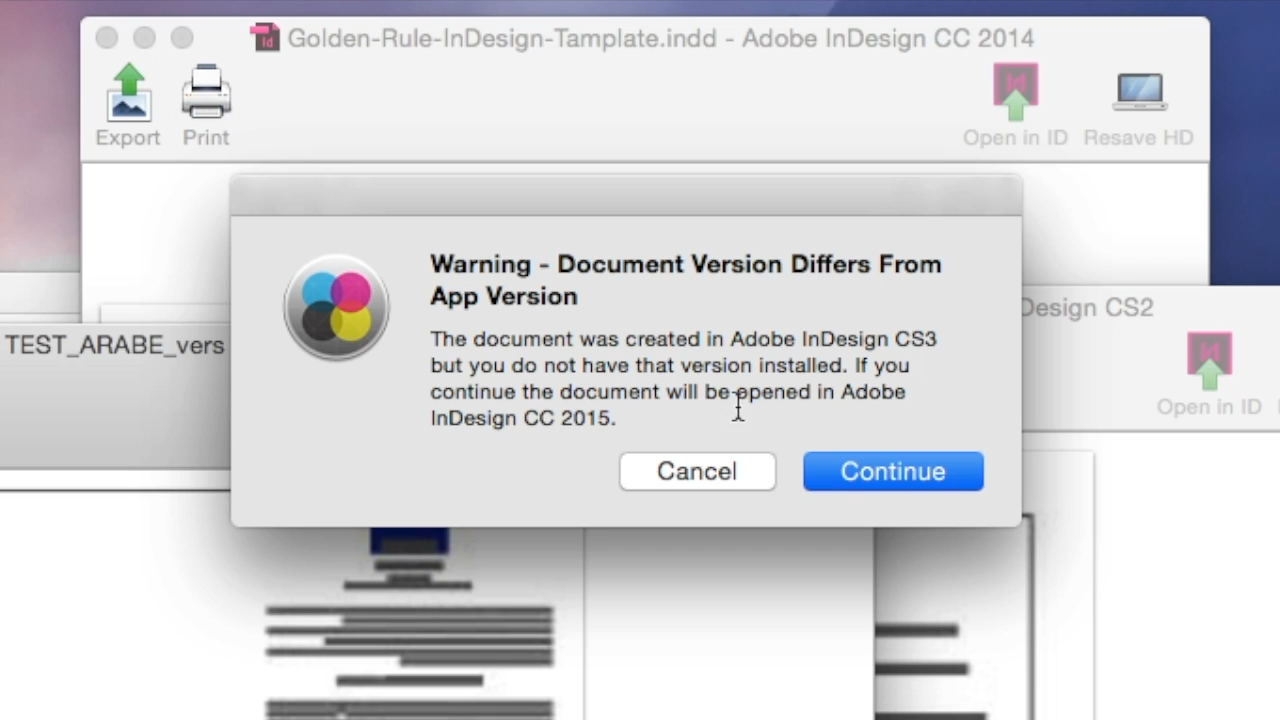 Golden-Rule-InDesign-Tamplate.indd - Adobe InDesign CC 2014
Export
Print
Open in ID
Resave HD
Warning - Document Version Differs From
App Version
The document was created in Adobe InDesign CS3
but you do not have that version installed. If you
continue the document will be opened in Adobe
InDesign CC 2015.
Cancel
Continue
TEST_ARABE_vers
Design CS2
Open in ID